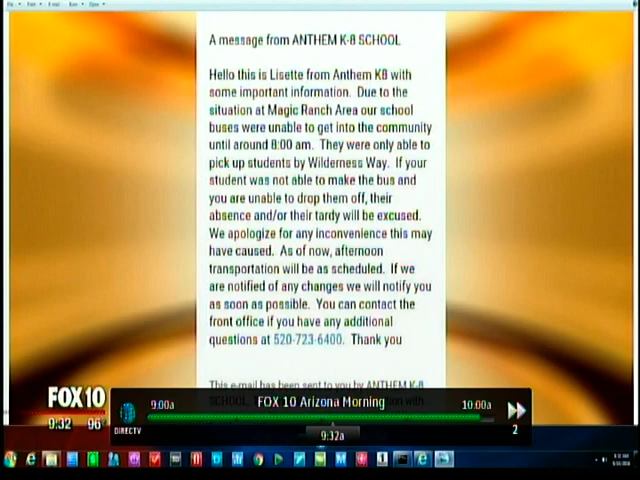 A message from ANTHEM K-8 SCHOOL
Hello this is Lisette from Anthem K8 with
some important information. Due to the
situation at Magic Ranch Area our school
buses were unable to get into the community
until around 8:00 am. They were only able to
pick up students by Wilderness Way. If your
student was not able to make the bus and
you are unable to drop them off, their
absence and/or their tardy will be excused.
We apologize for any inconvenience this may
have caused. As of now, afternoon
transportation will be as scheduled. If we
are notified of any changes we will notify you
as soon as possible. You can contact the
front office if you have any additional
questions at 520-723-6400. Thank you
This e-mail has been sent to you by ANTHEM K-8
SCHOOL.
FOX 10
9:32 96°
DIRECTV
9:00a FOX 10 Arizona Morning 10:00a
2
9:32a